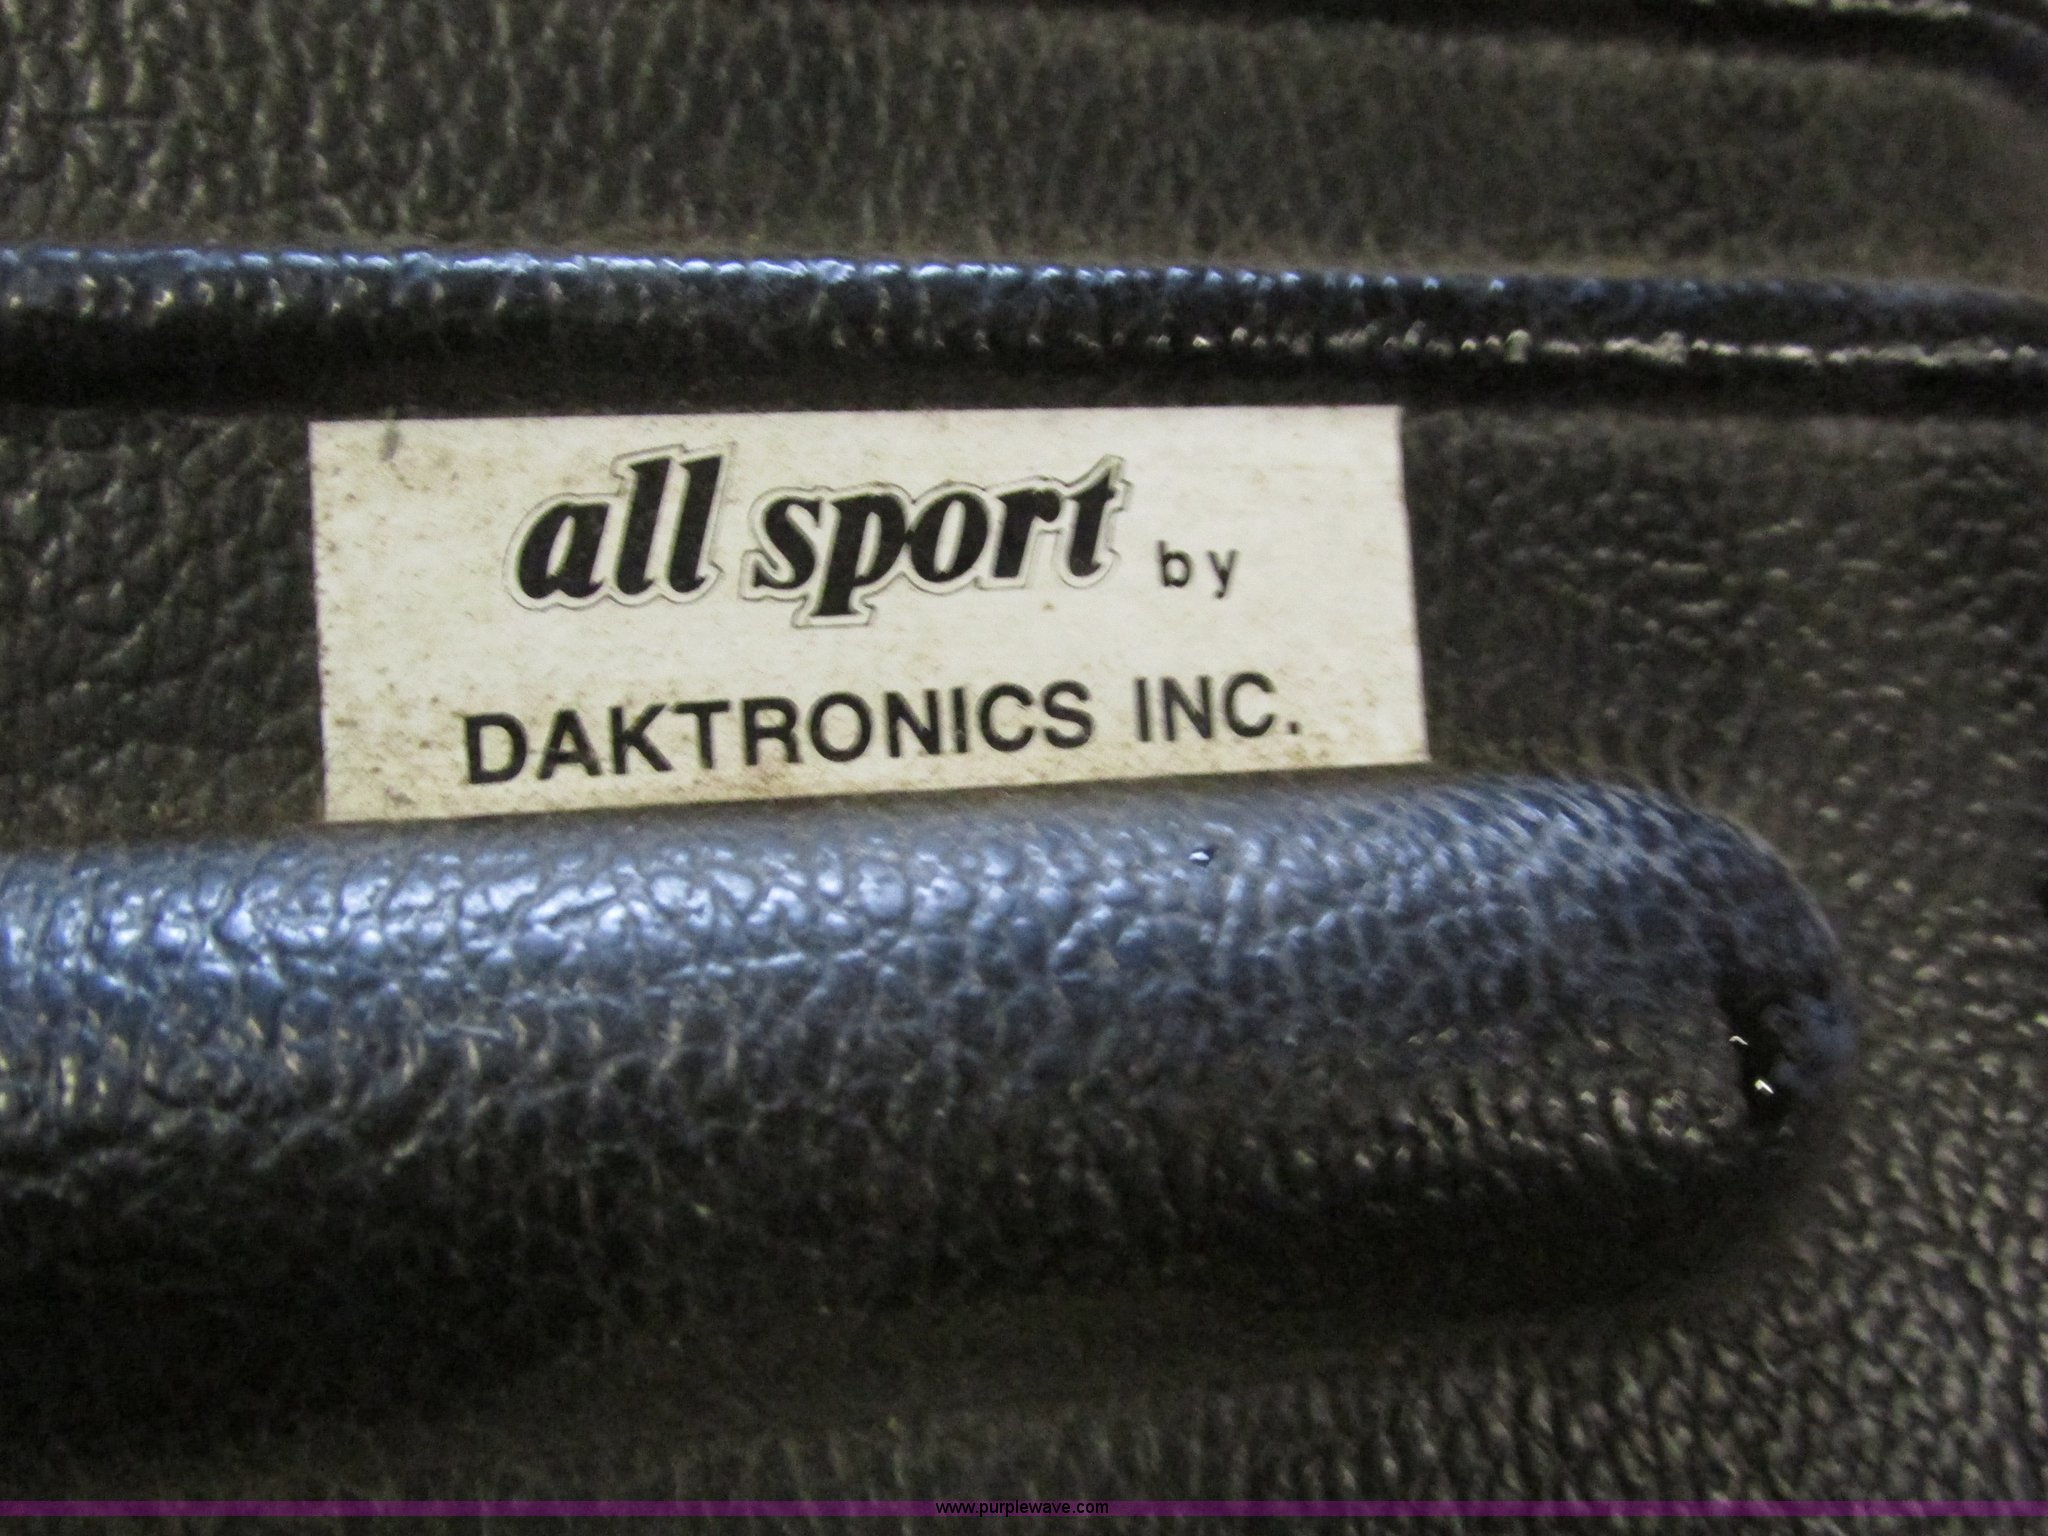 all sport by
DAKTRONICS INC.
www.purplewave.com